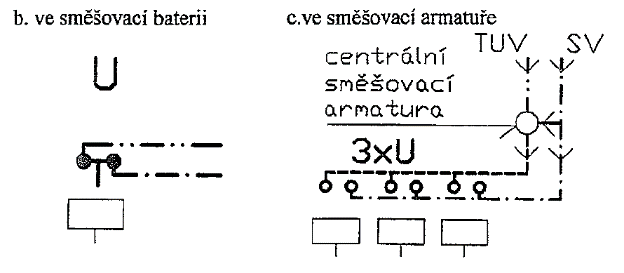 b. ve směšovací baterii
U
c.ve směšovací armatuře
TUV SV
centrální
směšovací
armatura
3xU